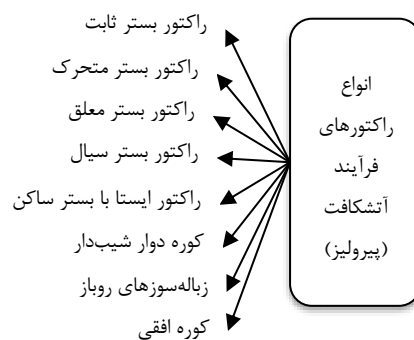 انواع
راکتورهای
فرآیند
آتشکافت
(پیرولیز)
راکتور بستر ثابت
راکتور بستر متحرک
راکتور بستر معلق
راکتور بستر سیال
راکتور ایستا با بستر ساکن
کوره دوار شیب‌دار
زباله‌سوزهای روباز
کوره افقی